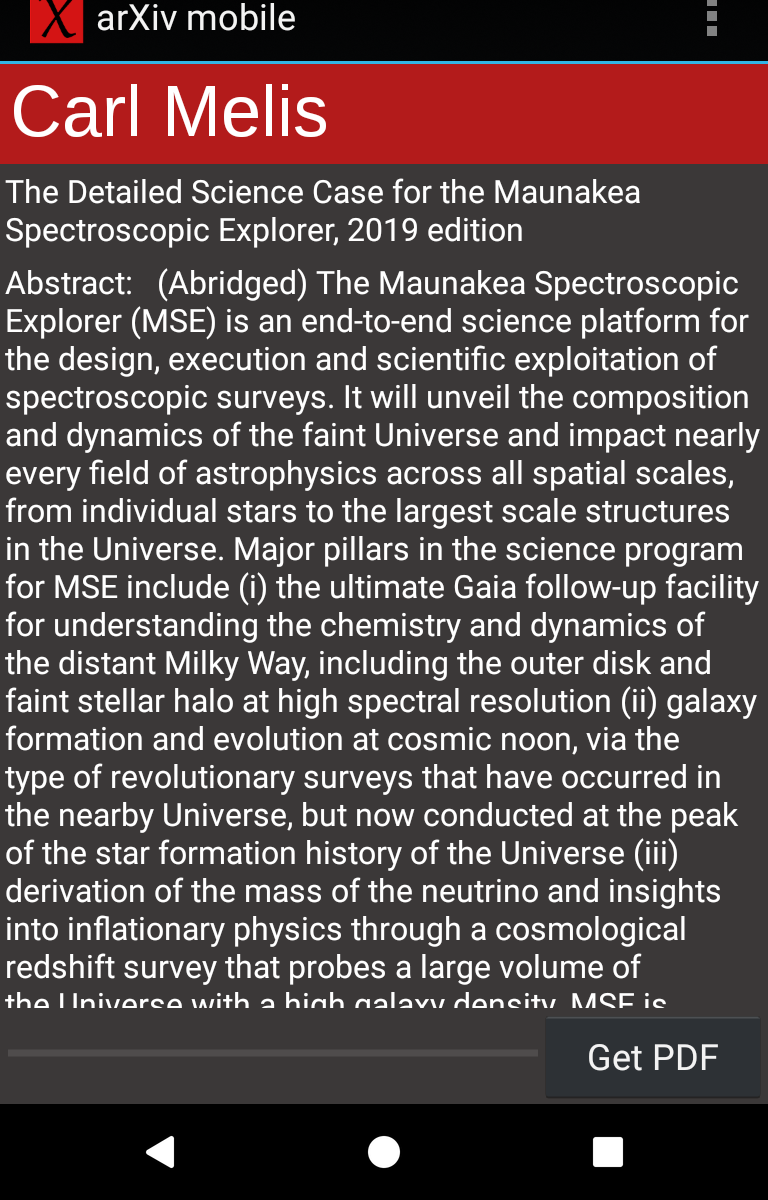 X arXiv mobile
Carl Melis
The Detailed Science Case for the Maunakea
Spectroscopic Explorer, 2019 edition
Abstract: (Abridged) The Maunakea Spectroscopic
Explorer (MSE) is an end-to-end science platform for
the design, execution and scientific exploitation of
spectroscopic surveys. It will unveil the composition
and dynamics of the faint Universe and impact nearly
every field of astrophysics across all spatial scales,
from individual stars to the largest scale structures
in the Universe. Major pillars in the science program
for MSE include (i) the ultimate Gaia follow-up facility
for understanding the chemistry and dynamics of
the distant Milky Way, including the outer disk and
faint stellar halo at high spectral resolution (ii) galaxy
formation and evolution at cosmic noon, via the
type of revolutionary surveys that have occurred in
the nearby Universe, but now conducted at the peak
of the star formation history of the Universe (iii)
derivation of the mass of the neutrino and insights
into inflationary physics through a cosmological
redshift survey that probes a large volume of
the Universe with a high galaxy density. MSE is
Get PDF